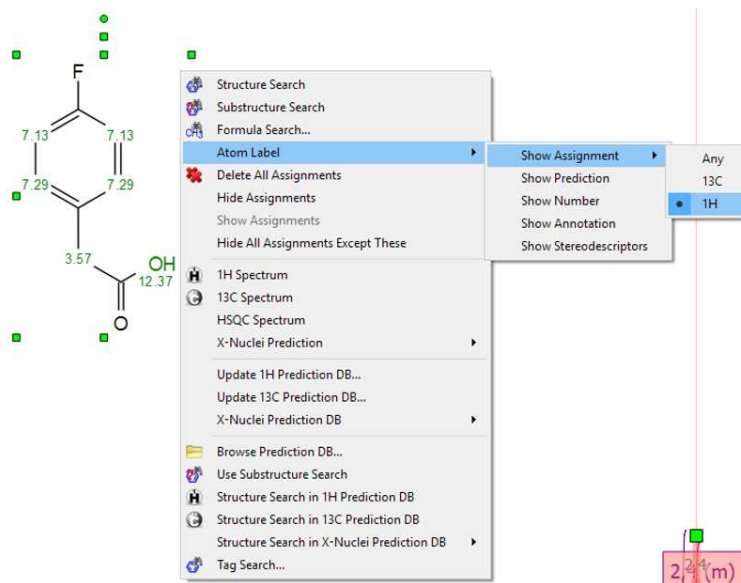 F
7.13 7.13
7.29 7.29
3.57
OH
12.37
O
Structure Search
Substructure Search
CH3 Formula Search...
Atom Label
Delete All Assignments
Hide Assignments
Show Assignments
Hide All Assignments Except These
H 1H Spectrum
C 13C Spectrum
HSQC Spectrum
X-Nuclei Prediction
Update 1H Prediction DB...
Update 13C Prediction DB...
X-Nuclei Prediction DB
Browse Prediction DB...
Use Substructure Search
H Structure Search in 1H Prediction DB
C Structure Search in 13C Prediction DB
Structure Search in X-Nuclei Prediction DB
Tag Search...
Show Assignment
Show Prediction
Show Number
Show Annotation
Show Stereodescriptors
Any
13C
1H
(m)